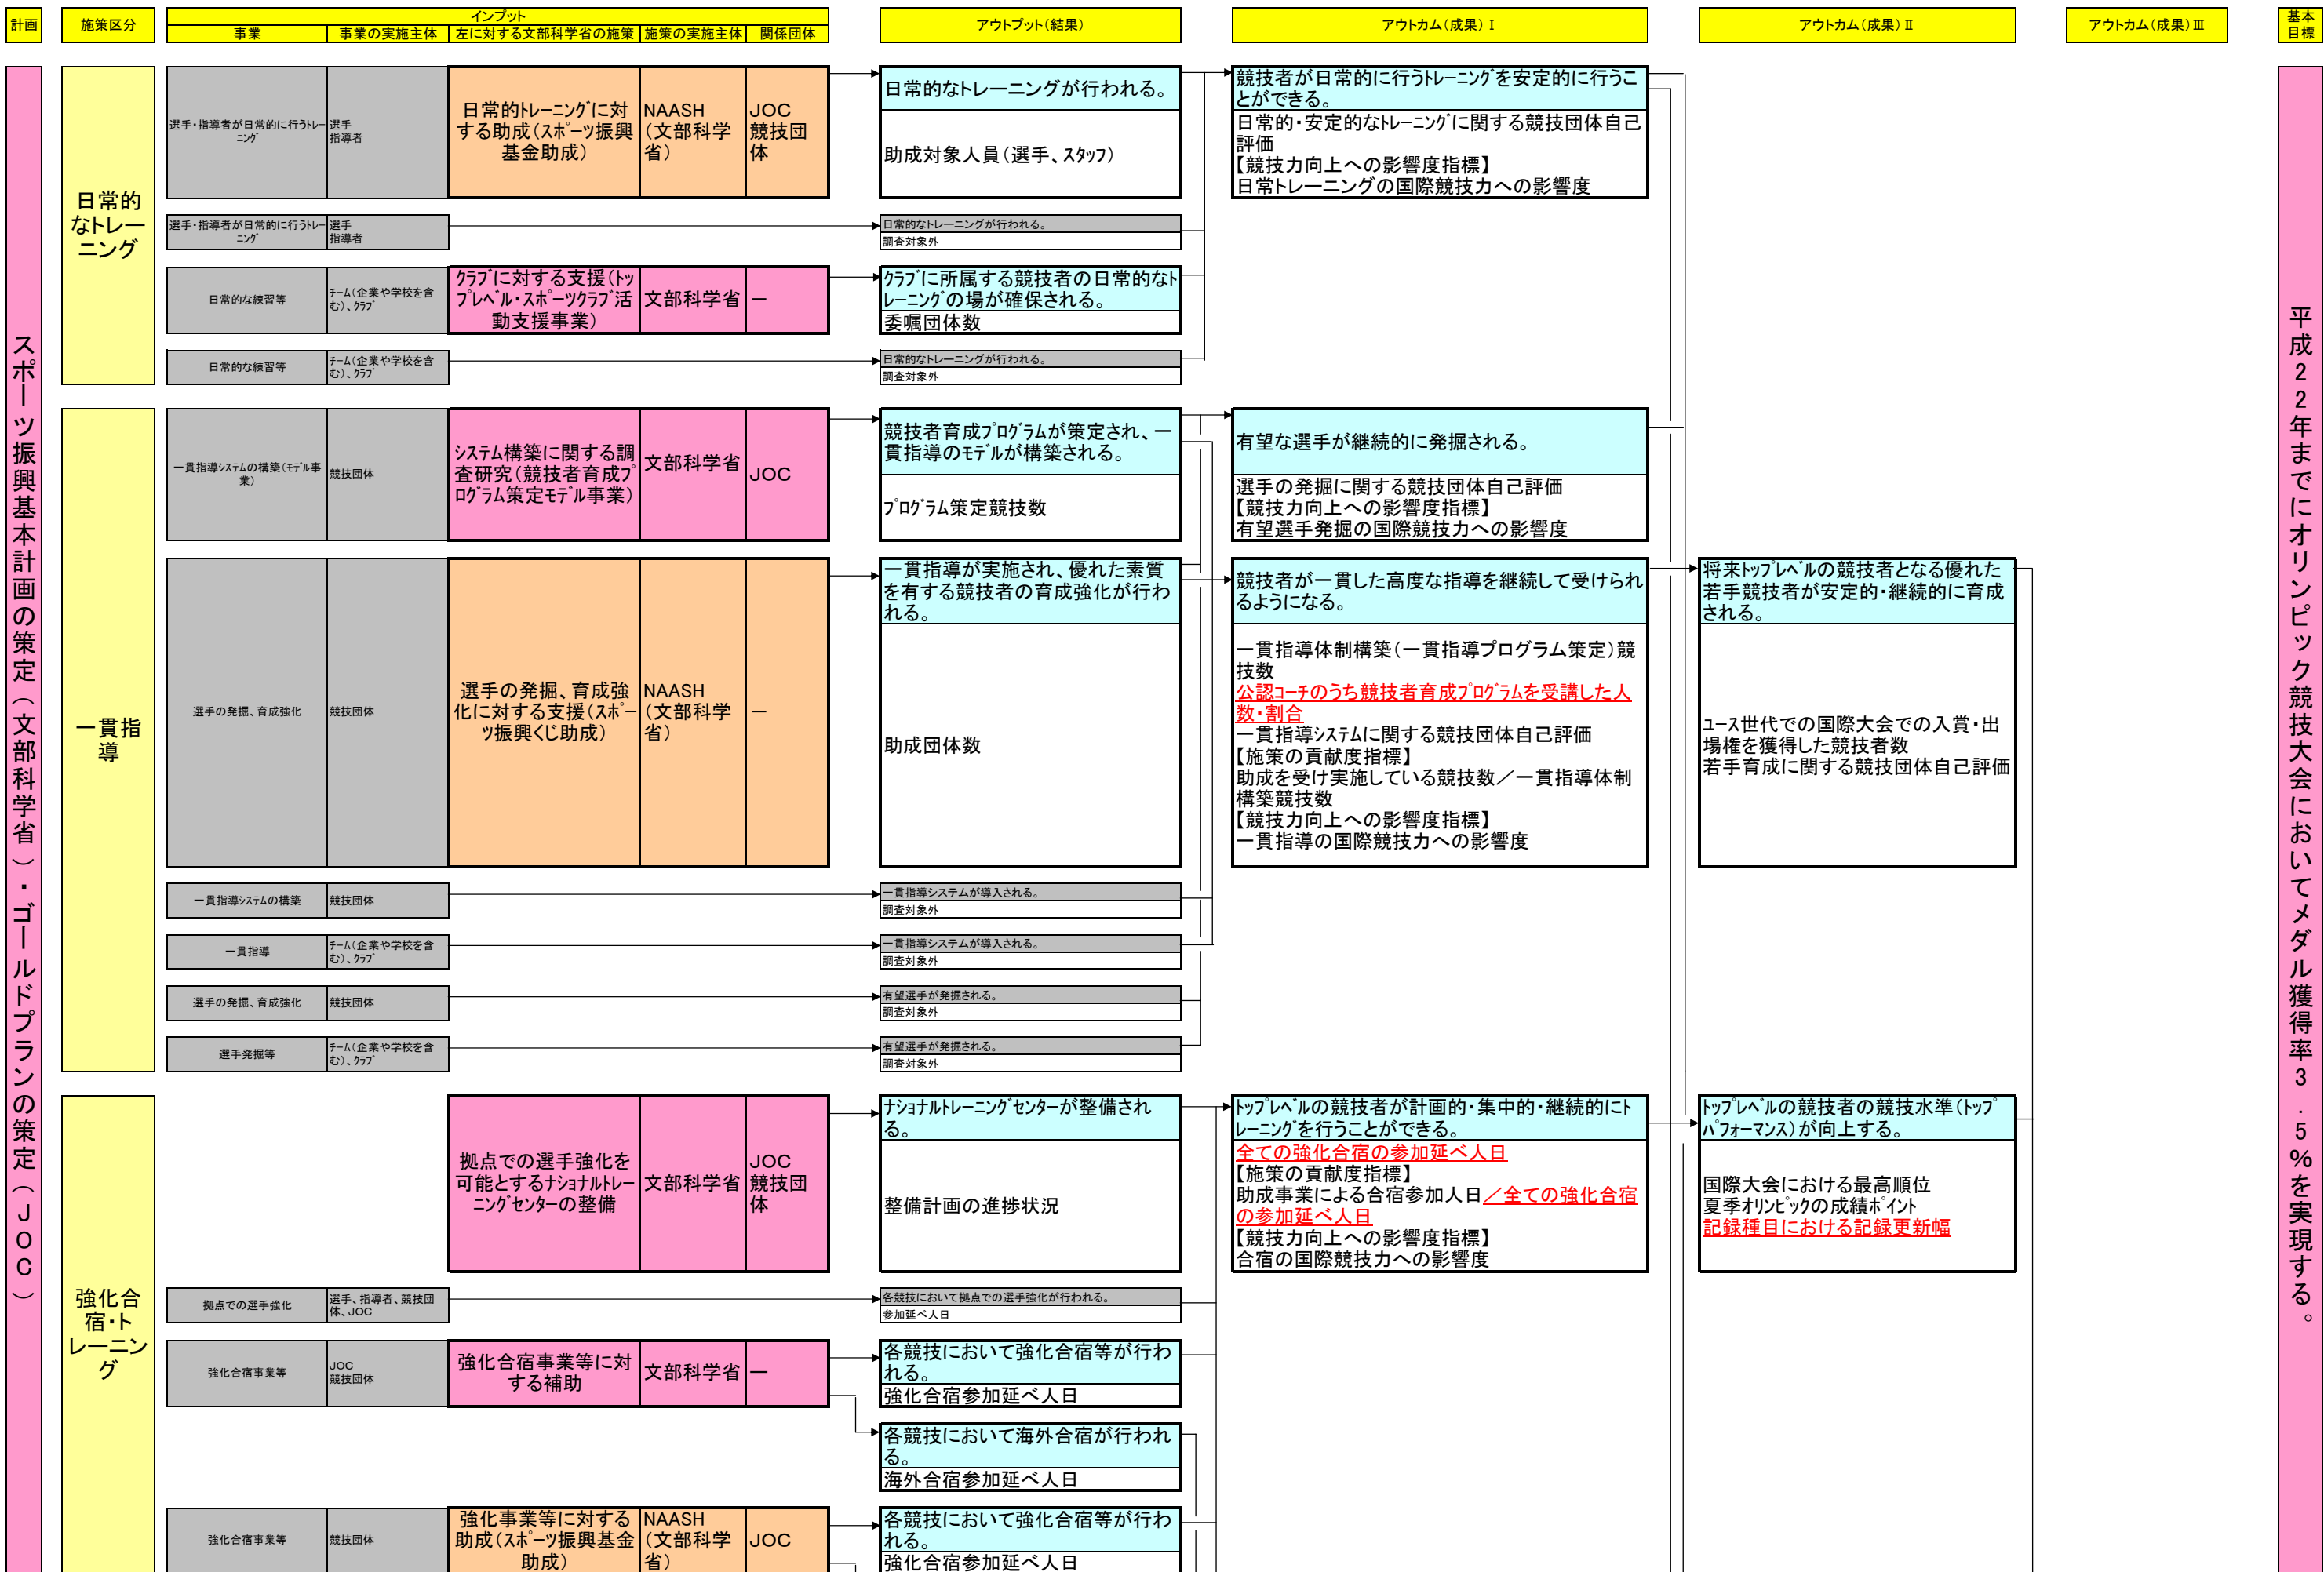 計画
施策区分
インプット
事業
事業の実施主体
左に対する文部科学省の施策
施策の実施主体
関係団体
アウトプット（結果）
アウトカム（成果）Ⅰ
アウトカム（成果）Ⅱ
アウトカム（成果）Ⅲ
基本
目標
スポーツ振興基本計画の策定（文部科学省）・ゴールドプランの策定（ＪＯＣ）
日常的
なトレー
ニング
選手・指導者が日常的に行うﾄﾚｰ
ﾆﾝｸﾞ
選手
指導者
日常的ﾄﾚｰﾆﾝｸﾞに対
する助成（ｽﾎﾟｰﾂ振興
基金助成）
NAASH
（文部科学
省）
JOC
競技団
体
日常的なﾄﾚｰﾆﾝｸﾞが行われる。
助成対象人員（選手、ｽﾀｯﾌ）
競技者が日常的に行うﾄﾚｰﾆﾝｸﾞを安定的に行うこ
とができる。
日常的・安定的なﾄﾚｰﾆﾝｸﾞに関する競技団体自己
評価
【競技力向上への影響度指標】
日常トレーニングの国際競技力への影響度
選手・指導者が日常的に行うﾄﾚｰ
ﾆﾝｸﾞ
選手
指導者
日常的なトレーニングが行われる。
調査対象外
日常的な練習等
ﾁｰﾑ（企業や学校を含
む）、ｸﾗﾌﾞ
ｸﾗﾌﾞに対する支援（ﾄｯ
ﾌﾟﾚﾍﾞﾙ・ｽﾎﾟｰﾂｸﾗﾌﾞ活
動支援事業）
文部科学省
－
ｸﾗﾌﾞに所属する競技者の日常的なﾄ
ﾚｰﾆﾝｸﾞの場が確保される。
委嘱団体数
日常的な練習等
ﾁｰﾑ（企業や学校を含
む）、ｸﾗﾌﾞ
日常的なトレーニングが行われる。
調査対象外
一貫指
導
一貫指導ｼｽﾃﾑの構築（ﾓﾃﾞﾙ事
業）
競技団体
ｼｽﾃﾑ構築に関する調
査研究（競技者育成ﾌﾟ
ﾛｸﾞﾗﾑ策定ﾓﾃﾞﾙ事業）
文部科学省
JOC
競技者育成ﾌﾟﾛｸﾞﾗﾑが策定され、一
貫指導のﾓﾃﾞﾙが構築される。
ﾌﾟﾛｸﾞﾗﾑ策定競技数
有望な選手が継続的に発掘される。
選手の発掘に関する競技団体自己評価
【競技力向上への影響度指標】
有望選手発掘の国際競技力への影響度
選手の発掘、育成強化
競技団体
選手の発掘、育成強
化に対する支援（ｽﾎﾟｰ
ﾂ振興くじ助成）
NAASH
（文部科学
省）
－
一貫指導が実施され、優れた素質
を有する競技者の育成強化が行わ
れる。
助成団体数
競技者が一貫した高度な指導を継続して受けられ
るようになる。
一貫指導体制構築（一貫指導プログラム策定）競
技数
公認ｺｰﾁのうち競技者育成ﾌﾟﾛｸﾞﾗﾑを受講した人
数・割合
一貫指導ｼｽﾃﾑに関する競技団体自己評価
【施策の貢献度指標】
助成を受け実施している競技数／一貫指導体制
構築競技数
【競技力向上への影響度指標】
一貫指導の国際競技力への影響度
将来ﾄｯﾌﾟﾚﾍﾞﾙの競技者となる優れた
若手競技者が安定的・継続的に育成
される。
ﾕｰｽ世代での国際大会での入賞・出
場権を獲得した競技者数
若手育成に関する競技団体自己評価
一貫指導ｼｽﾃﾑの構築
競技団体
一貫指導システムが導入される。
調査対象外
一貫指導
ﾁｰﾑ（企業や学校を含
む）、ｸﾗﾌﾞ
一貫指導システムが導入される。
調査対象外
選手の発掘、育成強化
競技団体
有望選手が発掘される。
調査対象外
選手発掘等
ﾁｰﾑ（企業や学校を含
む）、ｸﾗﾌﾞ
有望選手が発掘される。
調査対象外
強化合
宿・ト
レーニン
グ
拠点での選手強化を
可能とするﾅｼｮﾅﾙﾄﾚｰ
ﾆﾝｸﾞｾﾝﾀｰの整備
文部科学省
JOC
競技団
体
ﾅｼｮﾅﾙﾄﾚｰﾆﾝｸﾞｾﾝﾀｰが整備され
る。
整備計画の進捗状況
ﾄｯﾌﾟﾚﾍﾞﾙの競技者が計画的・集中的・継続的にﾄ
ﾚｰﾆﾝｸﾞを行うことができる。
全ての強化合宿の参加延べ人日
【施策の貢献度指標】
助成事業による合宿参加人日／全ての強化合宿
の参加延べ人日
【競技力向上への影響度指標】
合宿の国際競技力への影響度
ﾄｯﾌﾟﾚﾍﾞﾙの競技者の競技水準（ﾄｯﾌﾟ
ﾊﾟﾌｫｰﾏﾝｽ）が向上する。
国際大会における最高順位
夏季ｵﾘﾝﾋﾟｯｸの成績ﾎﾟｲﾝﾄ
記録種目における記録更新幅
拠点での選手強化
選手、指導者、競技団
体、JOC
各競技において拠点での選手強化が行われる。
参加延べ人日
強化合宿事業等
JOC
競技団体
強化合宿事業等に対
する補助
文部科学省
－
各競技において強化合宿等が行わ
れる。
強化合宿参加延べ人日
各競技において海外合宿が行われ
る。
海外合宿参加延べ人日
強化合宿事業等
競技団体
強化事業等に対する
助成（ｽﾎﾟｰﾂ振興基金
助成）
NAASH
（文部科学
省）
JOC
各競技において強化合宿等が行わ
れる。
強化合宿参加延べ人日
平成２２年までにオリンピック競技大会においてメダル獲得率３．５％を実現する。